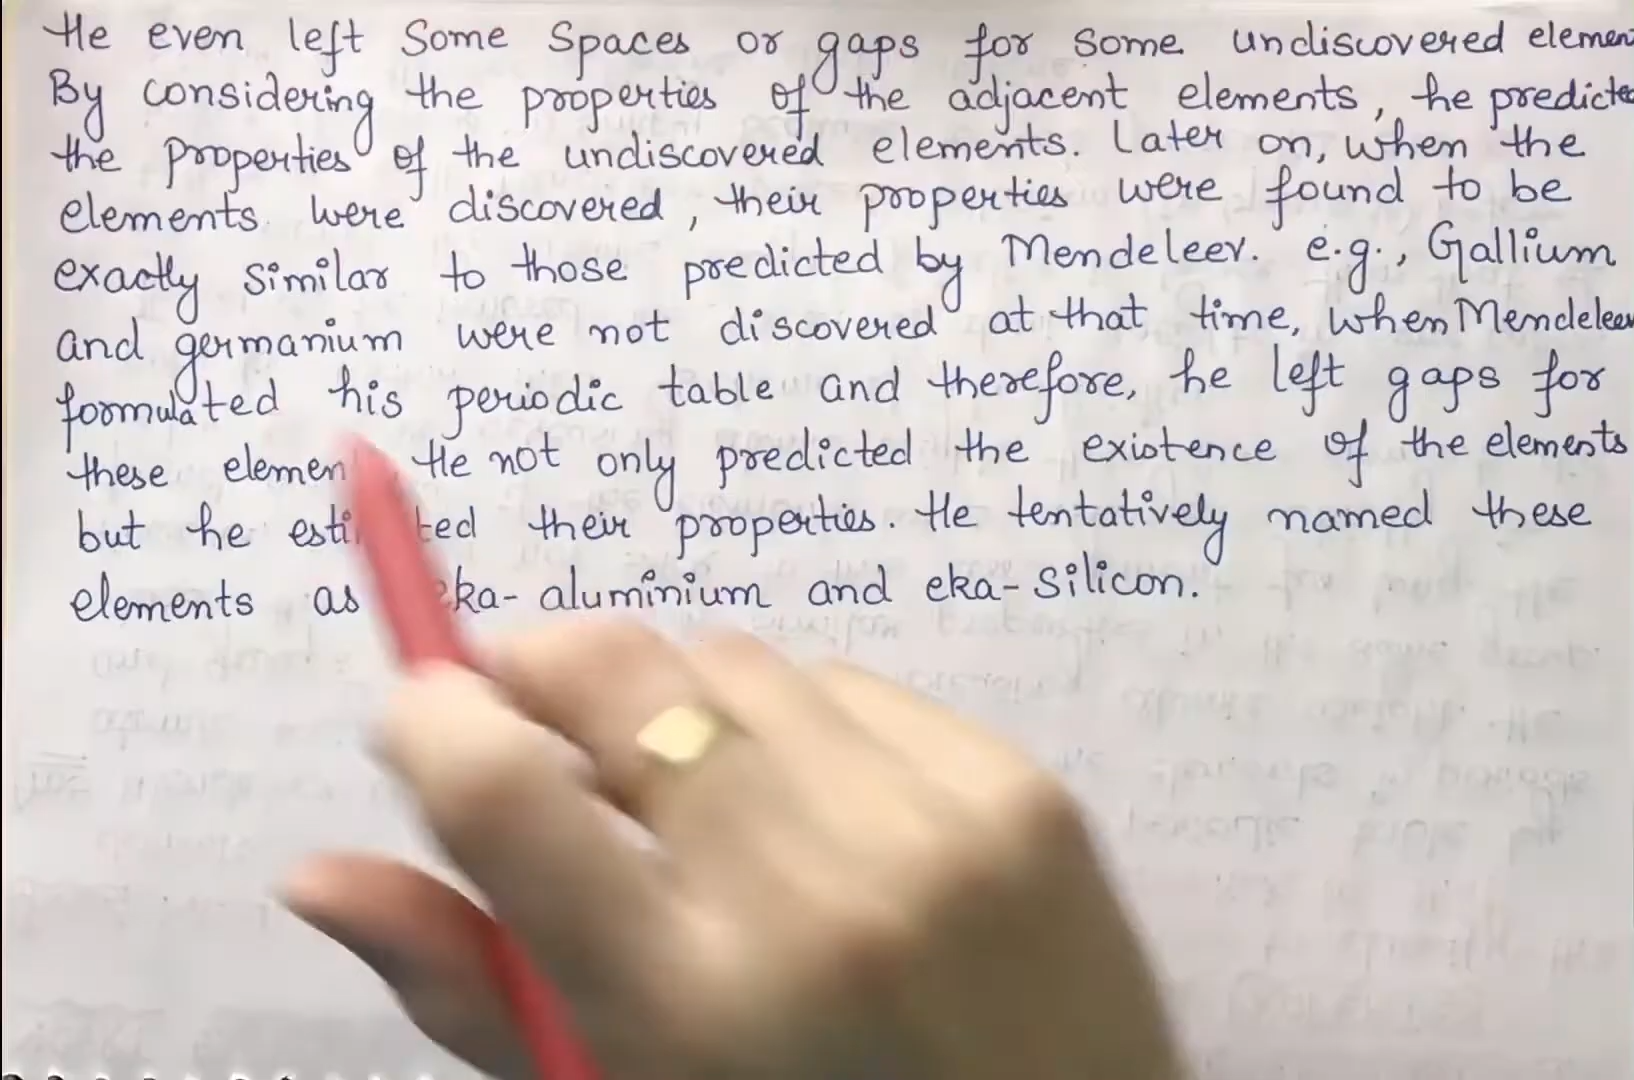 He even left Some Spaces or gaps for Some undiscovered elemen
By considering the properties of the adjacent elements, he predicte
the properties of the undiscovered elements. Later on, when the
elements were discovered, their properties were found to be
exactly similar to those predicted by Mendeleev. e.g., Gallium
and germanium were not discovered at that time, when Mendeleev
formulated his periodic table and therefore, he left gaps for
these elemen He not only predicted the existence of the elements
but he esti ted their properties. He tentatively named these
elements as eka-aluminium and eka-silicon.